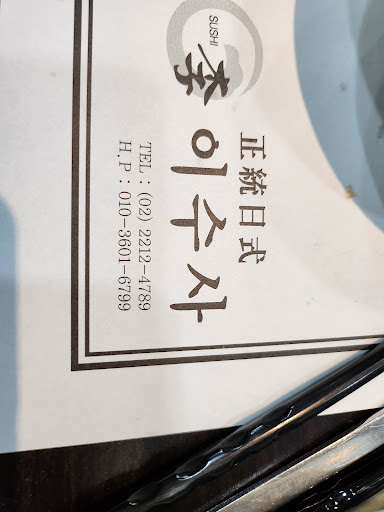 SUSHI
李
正統日式
이수사
TEL : (02) 2212-4789
H.P : 010-3601-6799